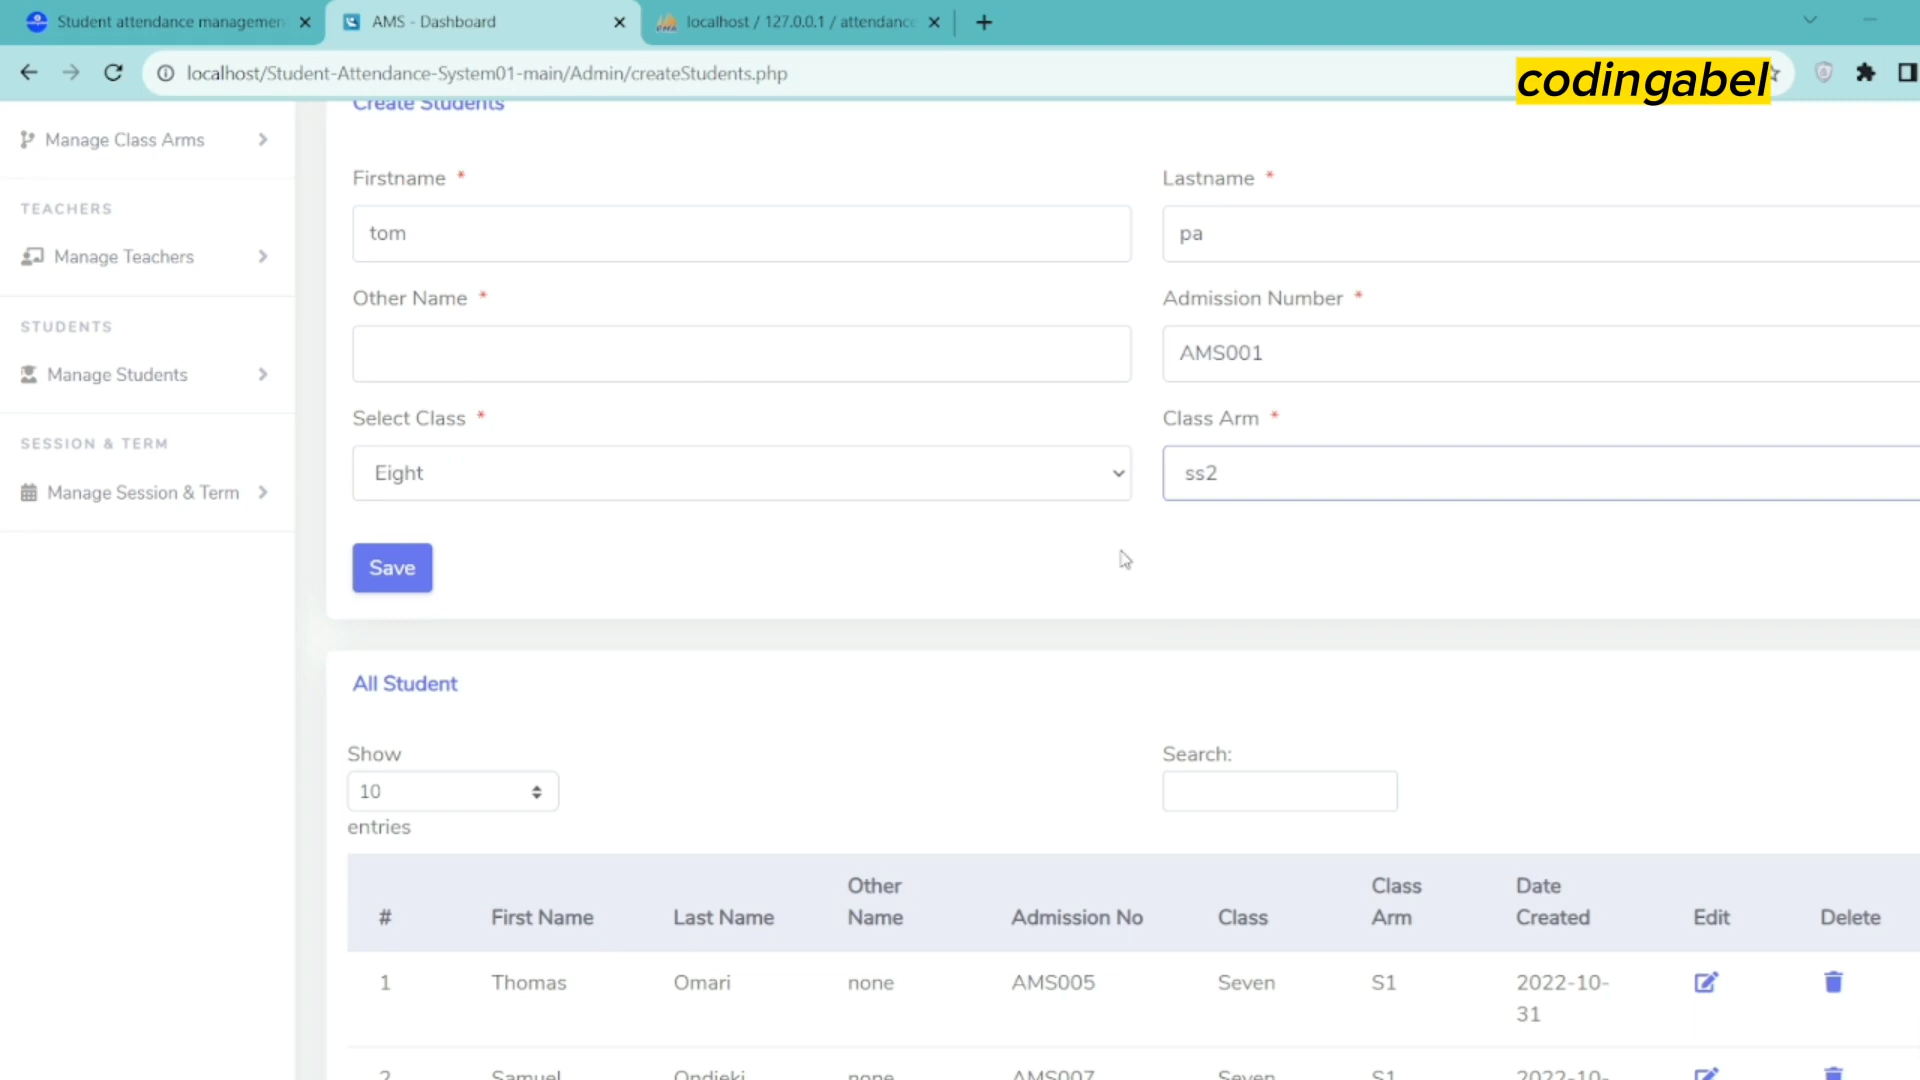 Student attendance managemen
AMS - Dashboard
localhost / 127.0.0.1 / attendance
localhost/Student-Attendance-System01-main/Admin/createStudents.php
codingabel
Create Students
Manage Class Arms
TEACHERS
Manage Teachers
STUDENTS
Manage Students
SESSION & TERM
Manage Session & Term
Firstname *
Lastname *
tom
pa
Other Name *
Admission Number *
AMS001
Select Class *
Class Arm *
Eight
ss2
Save
All Student
Show
Search:
10
entries
# First Name Last Name Other Name Admission No Class Class Arm Date Created Edit Delete
1 Thomas Omari none AMS005 Seven S1 2022-10-31
2 Samuel Ondieki none AMS007 Seven S1 2022-10-